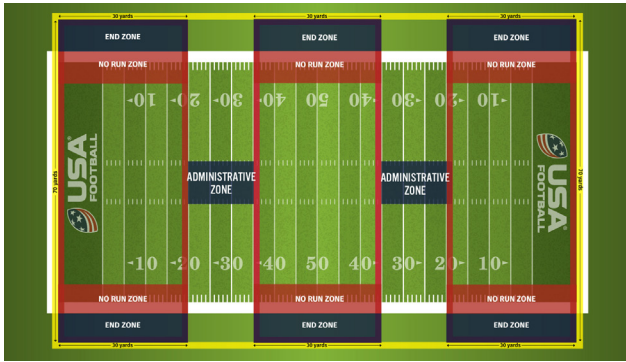 30 yards 30 yards 30 yards
END ZONE END ZONE END ZONE
NO RUN ZONE NO RUN ZONE NO RUN ZONE
10 20 30 40 50 40 30 20 10
USA
FOOTBALL
ADMINISTRATIVE
ZONE
ADMINISTRATIVE
ZONE
USA
FOOTBALL
70 yards 70 yards
10 20 30 40 50 40 30 20 10
NO RUN ZONE NO RUN ZONE NO RUN ZONE
END ZONE END ZONE END ZONE
30 yards 30 yards 30 yards